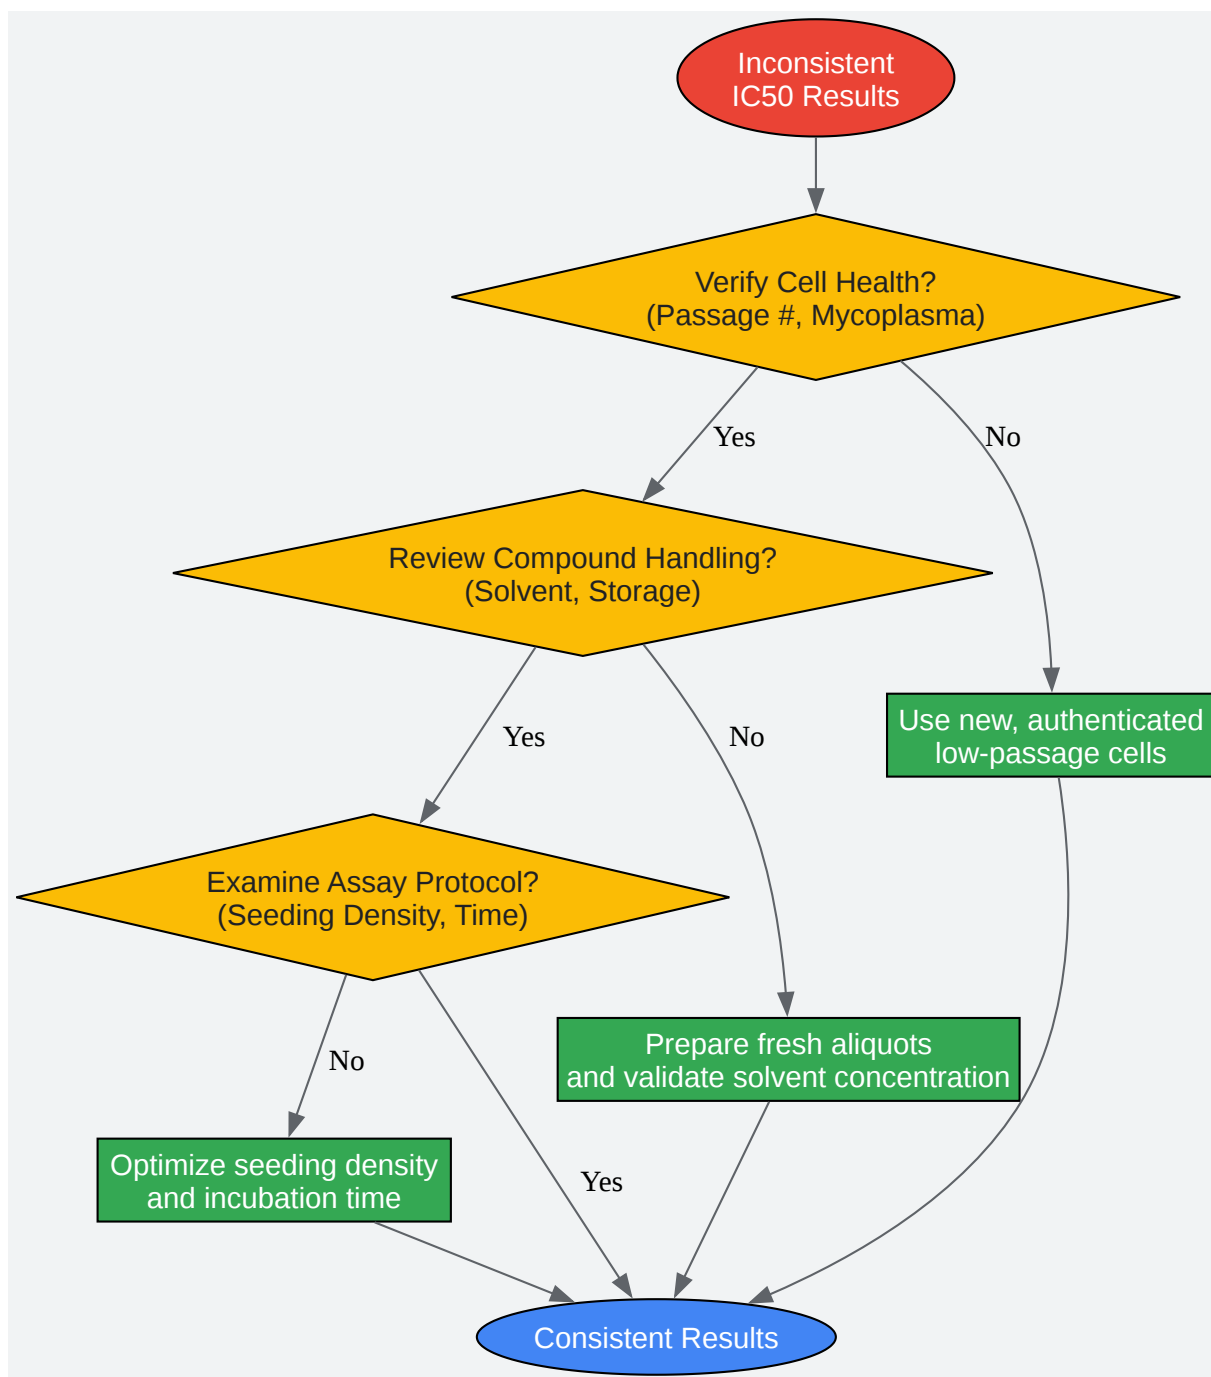 Inconsistent
IC50 Results
Verify Cell Health?
(Passage #, Mycoplasma)
Yes
No
Review Compound Handling?
(Solvent, Storage)
Yes
No
Use new, authenticated
low-passage cells
Examine Assay Protocol?
(Seeding Density, Time)
No
Prepare fresh aliquots
and validate solvent concentration
Optimize seeding density
and incubation time
Yes
Consistent Results